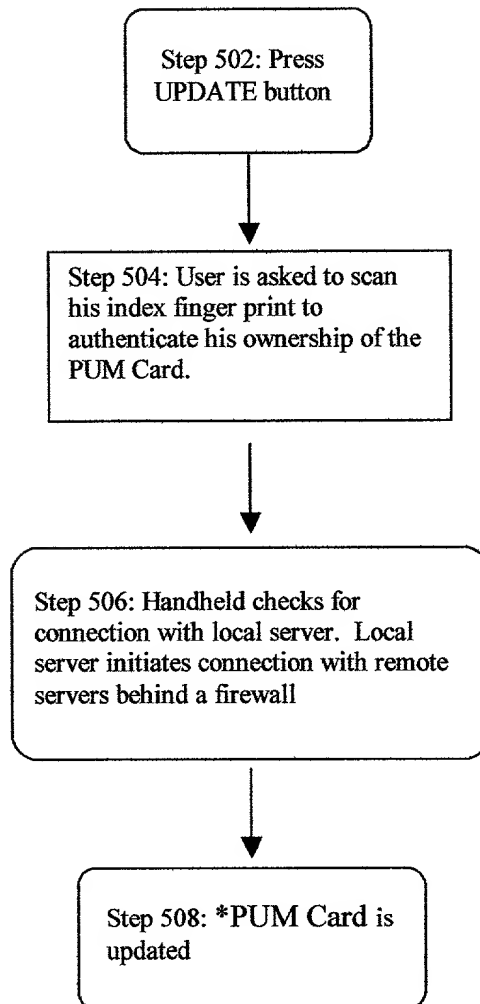 Step 502: Press
UPDATE button
Step 504: User is asked to scan
his index finger print to
authenticate his ownership of the
PUM Card.
Step 506: Handheld checks for
connection with local server. Local
server initiates connection with remote
servers behind a firewall
Step 508: *PUM Card is
updated